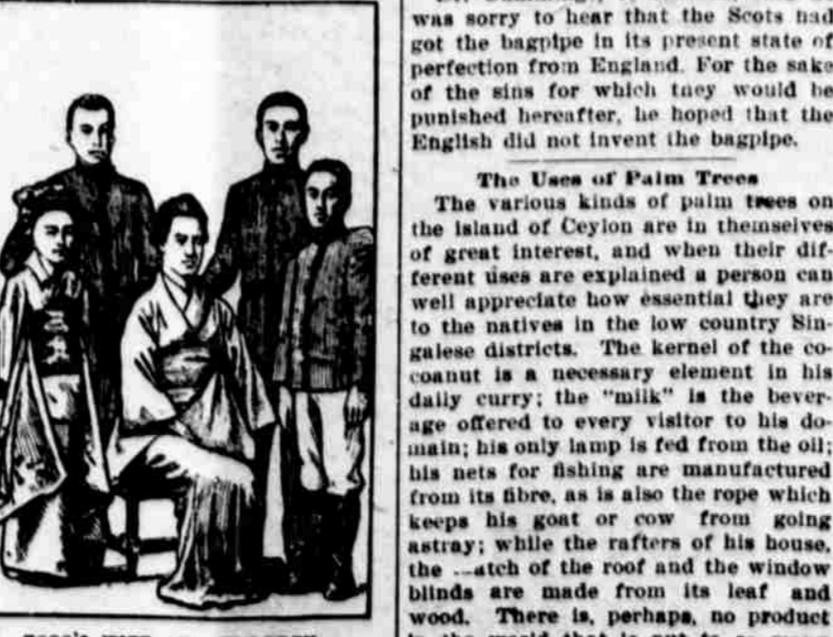 was sorry to hear that the Scots had
got the bagpipe in its present state of
perfection from England. For the sake
of the sins for which they would be
punished hereafter, he hoped that the
English did not invent the bagpipe.
The Uses of Palm Trees
The various kinds of palm trees on
the island of Ceylon are in themselves
of great interest, and when their dif-
ferent uses are explained a person can
well appreciate how essential they are
to the natives in the low country Sin-
galese districts. The kernel of the co-
coanut is a necessary element in his
daily curry; the "milk" is the bever-
age offered to every visitor to his do-
main; his only lamp is fed from the oil;
his nets for fishing are manufactured
from its fibre, as is also the rope which
keeps his goat or cow from going
astray; while the rafters of his house,
the atch of the roof and the window
blinds are made from its leaf and
wood. There is, perhaps, no product